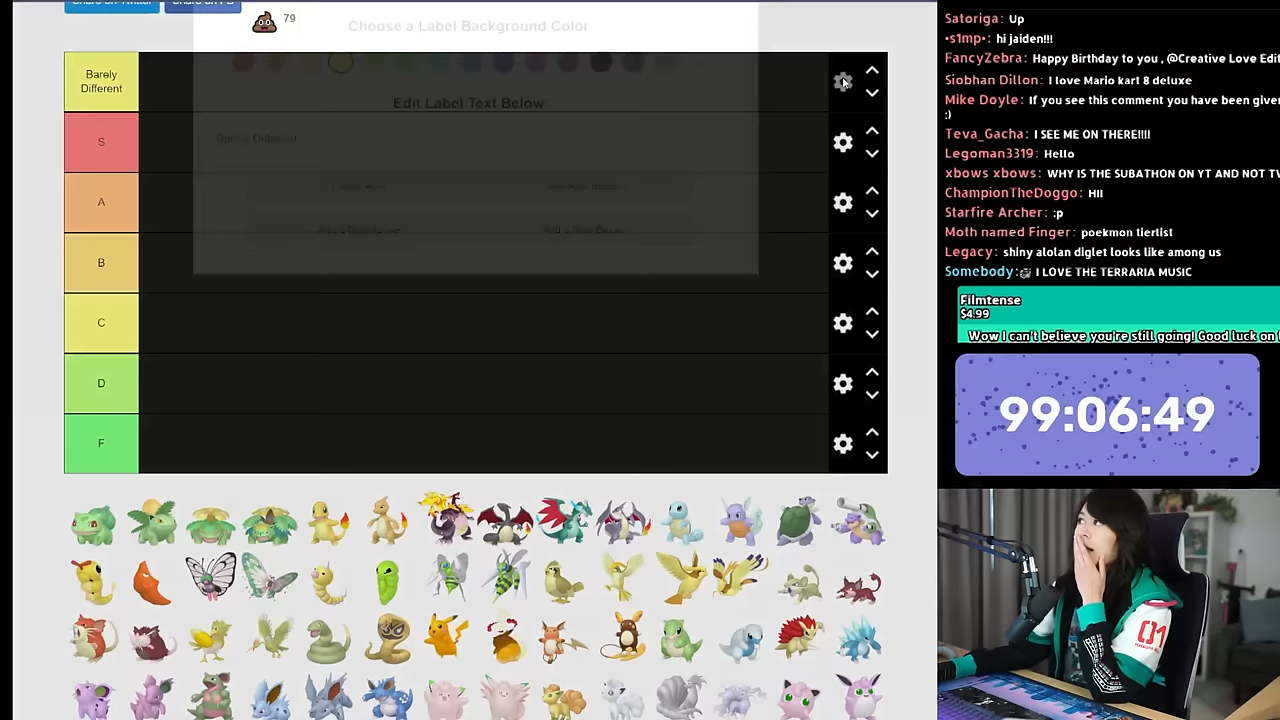 Share on Twitter
Share on FB
79
Choose a Label Background Color
Edit Label Text Below
Barely Different
Barely
Different
S
A
B
C
D
F
Satoriga: Up
•s1mp•: hi jaiden!!!
FancyZebra: Happy Birthday to you , @Creative Love Edit
Siobhan Dillon: I love Mario kart 8 deluxe
Mike Doyle: If you see this comment you have been given
:)
Teva_Gacha: I SEE ME ON THERE!!!!
Legoman3319: Hello
xbows xbows: WHY IS THE SUBATHON ON YT AND NOT TW
ChampionTheDoggo: HII
Starfire Archer: :p
Moth named Finger: poekmon tiertist
Legacy: shiny alolan diglet looks like among us
Somebody: I LOVE THE TERRARIA MUSIC
Filmtense
$4.99
Wow I can't believe you're still going! Good luck on
99:06:49
01